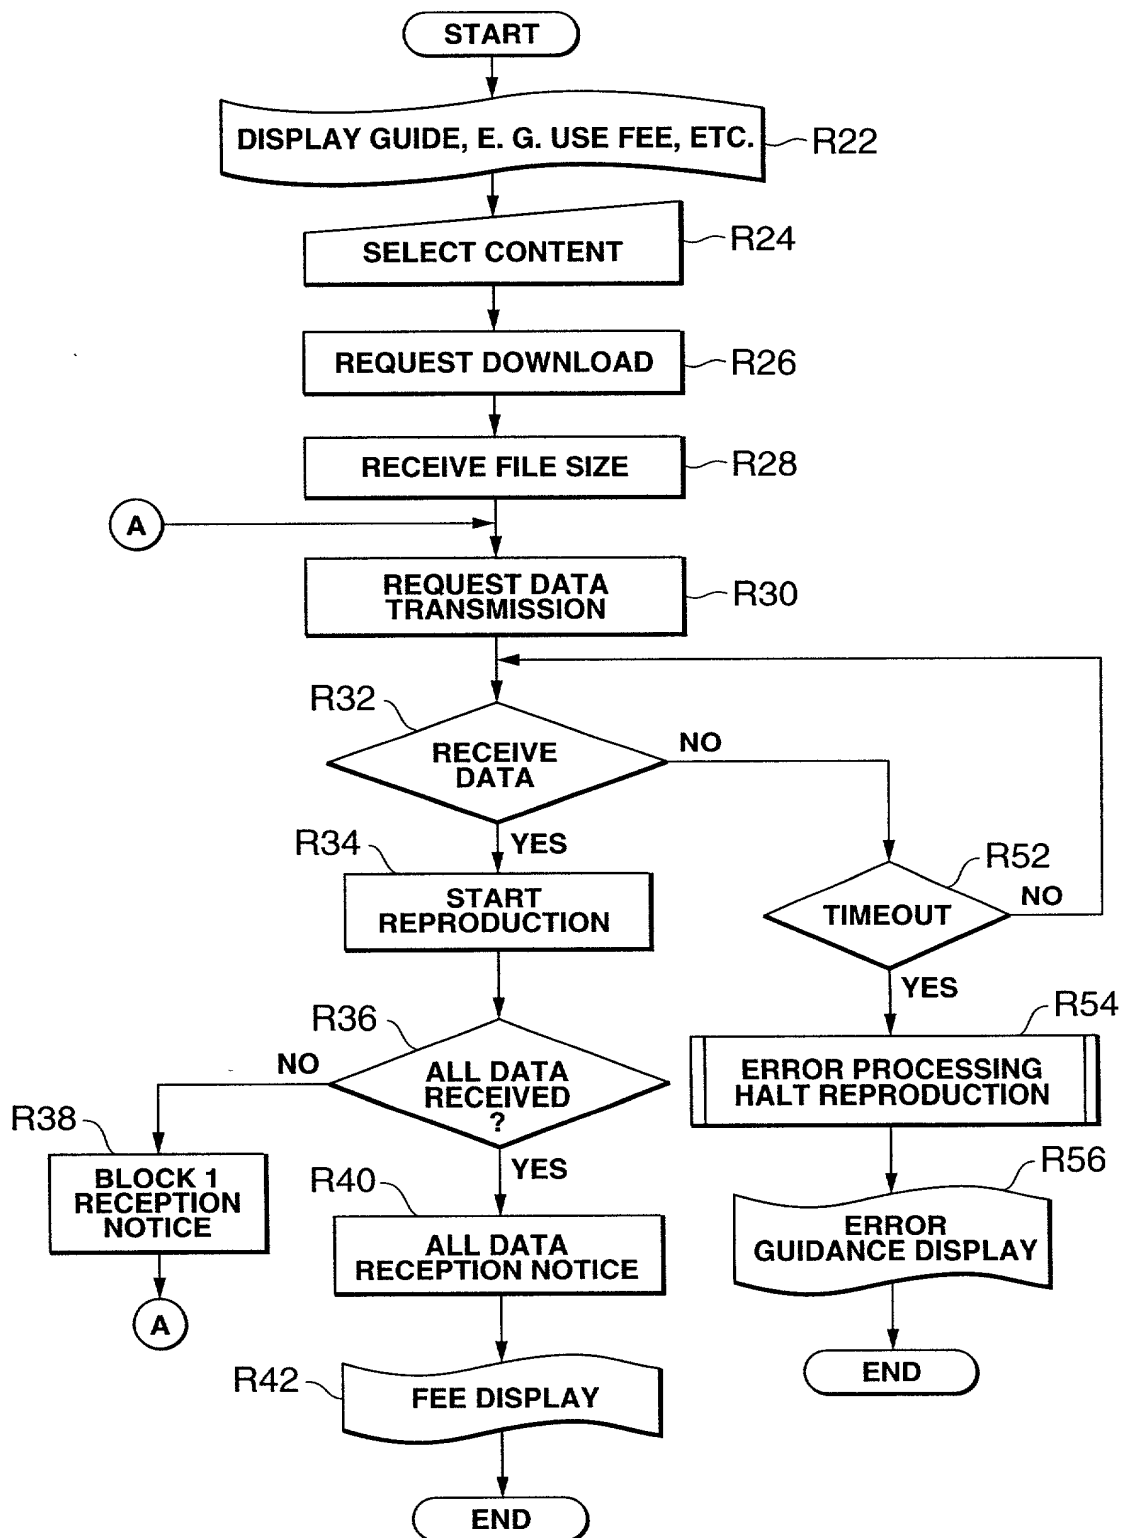 START
DISPLAY GUIDE, E. G. USE FEE, ETC.
R22
SELECT CONTENT
R24
REQUEST DOWNLOAD
R26
RECEIVE FILE SIZE
R28
A
REQUEST DATA
TRANSMISSION
R30
R32
RECEIVE
DATA
NO
YES
R34
START
REPRODUCTION
R52
TIMEOUT
NO
YES
R36
ALL DATA
RECEIVED
?
NO
YES
R54
ERROR PROCESSING
HALT REPRODUCTION
R38
BLOCK 1
RECEPTION
NOTICE
A
R40
ALL DATA
RECEPTION NOTICE
R56
ERROR
GUIDANCE DISPLAY
END
R42
FEE DISPLAY
END